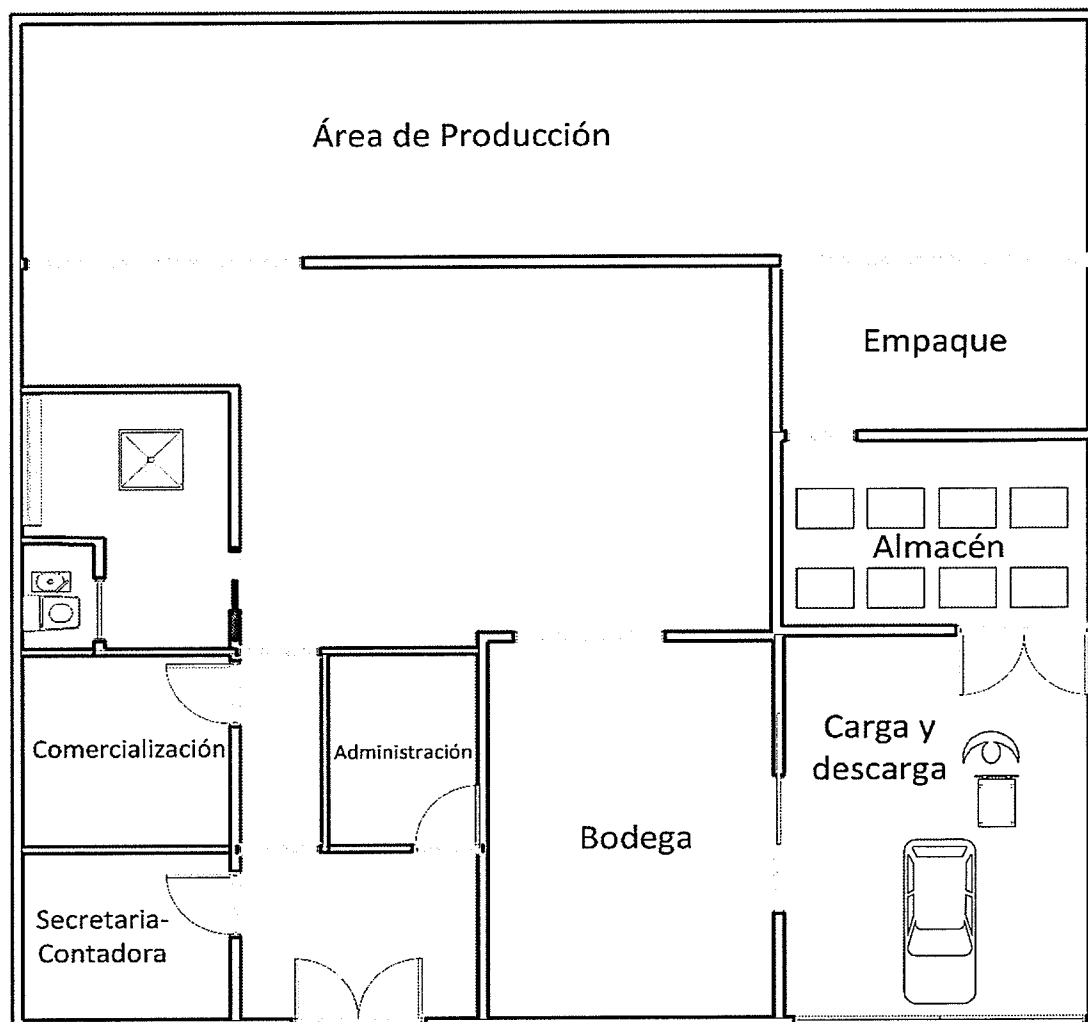 Área de Producción
Empaque
Almacén
Carga y
descarga
Comercialización
Administración
Bodega
Secretaria-
Contadora